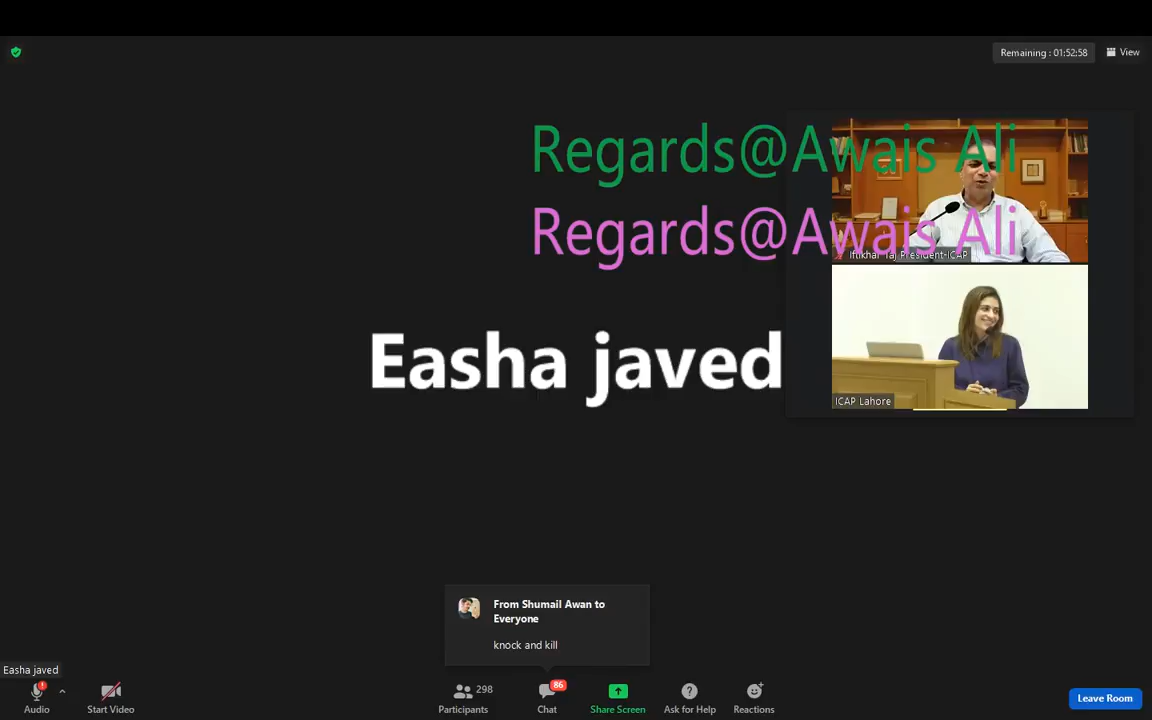 Remaining : 01:52:58
View
Regards@Awais Ali
Regards@Awais Ali
Iftikhar Taj President-ICAP
Easha javed
ICAP Lahore
From Shumail Awan to
Everyone
knock and kill
Easha javed
Audio
Start Video
298
Participants
86
Chat
Share Screen
Ask for Help
Reactions
Leave Room